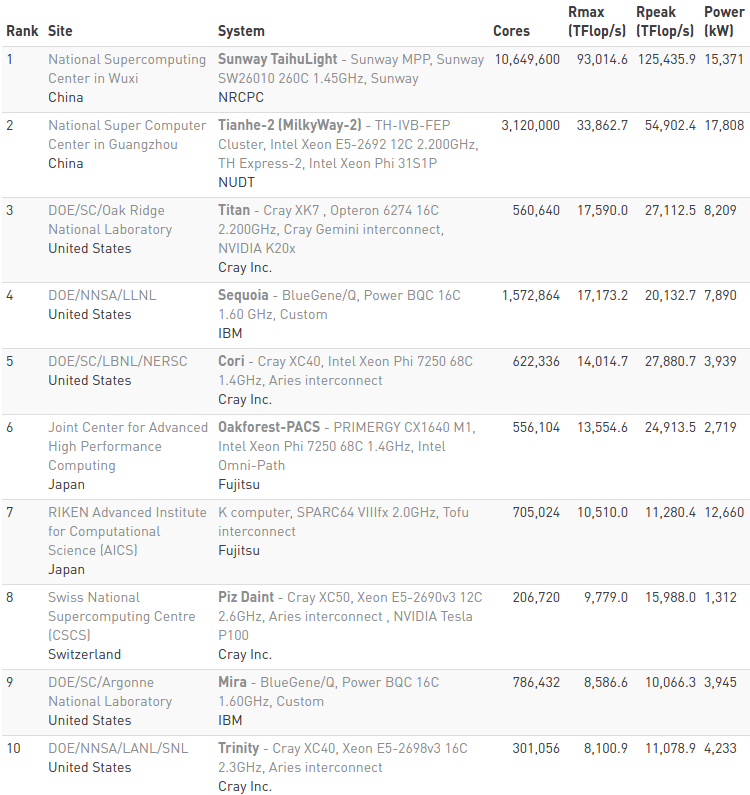 Rank Site System Cores Rmax (TFlop/s) Rpeak (TFlop/s) Power (kW)
1 National Supercomputing Center in Wuxi China Sunway TaihuLight - Sunway MPP, Sunway SW26010 260C 1.45GHz, Sunway NRCPC 10,649,600 93,014.6 125,435.9 15,371
2 National Super Computer Center in Guangzhou China Tianhe-2 (MilkyWay-2) - TH-IVB-FEP Cluster, Intel Xeon E5-2692 12C 2.200GHz, TH Express-2, Intel Xeon Phi 31S1P NUDT 3,120,000 33,862.7 54,902.4 17,808
3 DOE/SC/Oak Ridge National Laboratory United States Titan - Cray XK7 , Opteron 6274 16C 2.200GHz, Cray Gemini interconnect, NVIDIA K20x Cray Inc. 560,640 17,590.0 27,112.5 8,209
4 DOE/NNSA/LLNL United States Sequoia - BlueGene/Q, Power BQC 16C 1.60 GHz, Custom IBM 1,572,864 17,173.2 20,132.7 7,890
5 DOE/SC/LBNL/NERSC United States Cori - Cray XC40, Intel Xeon Phi 7250 68C 1.4GHz, Aries interconnect Cray Inc. 622,336 14,014.7 27,880.7 3,939
6 Joint Center for Advanced High Performance Computing Japan Oakforest-PACS - PRIMERGY CX1640 M1, Intel Xeon Phi 7250 68C 1.4GHz, Intel Omni-Path Fujitsu 556,104 13,554.6 24,913.5 2,719
7 RIKEN Advanced Institute for Computational Science (AICS) Japan K computer, SPARC64 VIIIfx 2.0GHz, Tofu interconnect Fujitsu 705,024 10,510.0 11,280.4 12,660
8 Swiss National Supercomputing Centre (CSCS) Switzerland Piz Daint - Cray XC50, Xeon E5-2690v3 12C 2.6GHz, Aries interconnect , NVIDIA Tesla P100 Cray Inc. 206,720 9,779.0 15,988.0 1,312
9 DOE/SC/Argonne National Laboratory United States Mira - BlueGene/Q, Power BQC 16C 1.60GHz, Custom IBM 786,432 8,586.6 10,066.3 3,945
10 DOE/NNSA/LANL/SNL United States Trinity - Cray XC40, Xeon E5-2698v3 16C 2.3GHz, Aries interconnect Cray Inc. 301,056 8,100.9 11,078.9 4,233